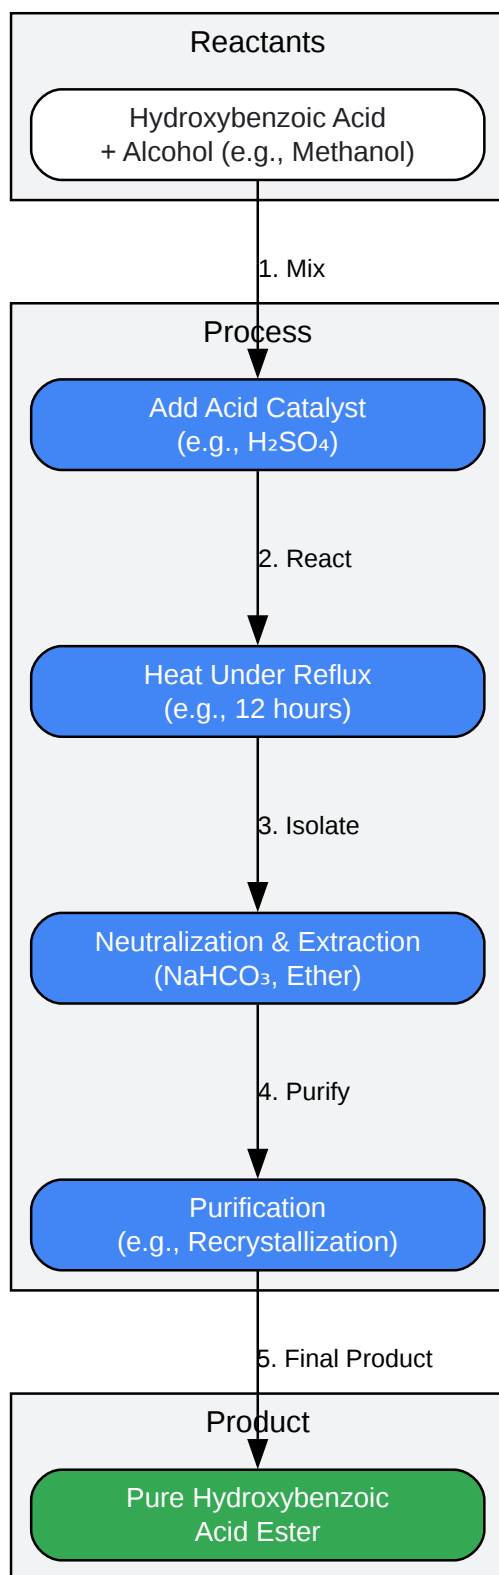 Reactants
Hydroxybenzoic Acid
+ Alcohol (e.g., Methanol)
1. Mix
Process
Add Acid Catalyst
(e.g., H₂SO₄)
2. React
Heat Under Reflux
(e.g., 12 hours)
3. Isolate
Neutralization & Extraction
(NaHCO₃, Ether)
4. Purify
Purification
(e.g., Recrystallization)
5. Final Product
Product
Pure Hydroxybenzoic
Acid Ester